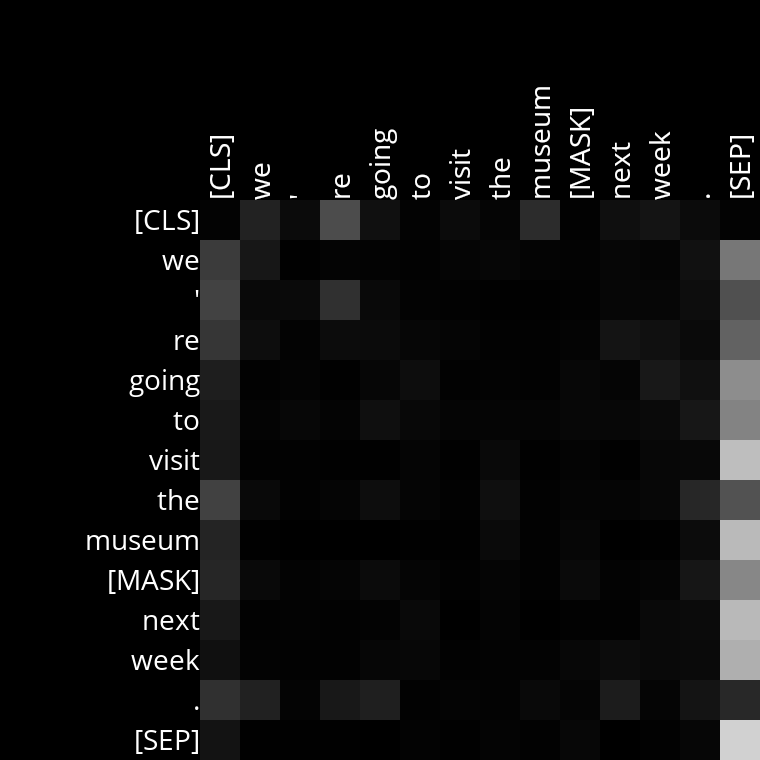 [CLS] we ' re going to visit the museum [MASK] next week . [SEP]
[CLS]
we
'
re
going
to
visit
the
museum
[MASK]
next
week
.
[SEP]